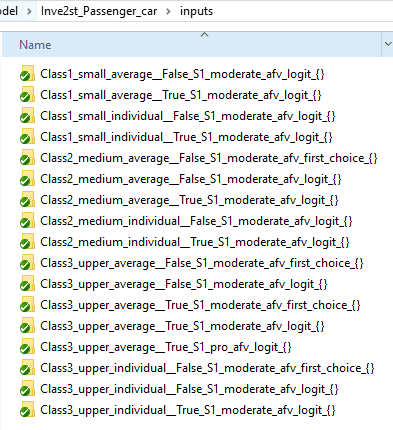 odel › Inve2st_Passenger_car › inputs
Name
Class1_small_average__False_S1_moderate_afv_logit_{}
Class1_small_average__True_S1_moderate_afv_logit_{}
Class1_small_individual__False_S1_moderate_afv_logit_{}
Class1_small_individual__True_S1_moderate_afv_logit_{}
Class2_medium_average__False_S1_moderate_afv_first_choice_{}
Class2_medium_average__False_S1_moderate_afv_logit_{}
Class2_medium_average__True_S1_moderate_afv_logit_{}
Class2_medium_individual__False_S1_moderate_afv_logit_{}
Class2_medium_individual__True_S1_moderate_afv_logit_{}
Class3_upper_average__False_S1_moderate_afv_first_choice_{}
Class3_upper_average__False_S1_moderate_afv_logit_{}
Class3_upper_average__True_S1_moderate_afv_first_choice_{}
Class3_upper_average__True_S1_moderate_afv_logit_{}
Class3_upper_average__True_S1_pro_afv_logit_{}
Class3_upper_individual__False_S1_moderate_afv_first_choice_{}
Class3_upper_individual__False_S1_moderate_afv_logit_{}
Class3_upper_individual__True_S1_moderate_afv_logit_{}